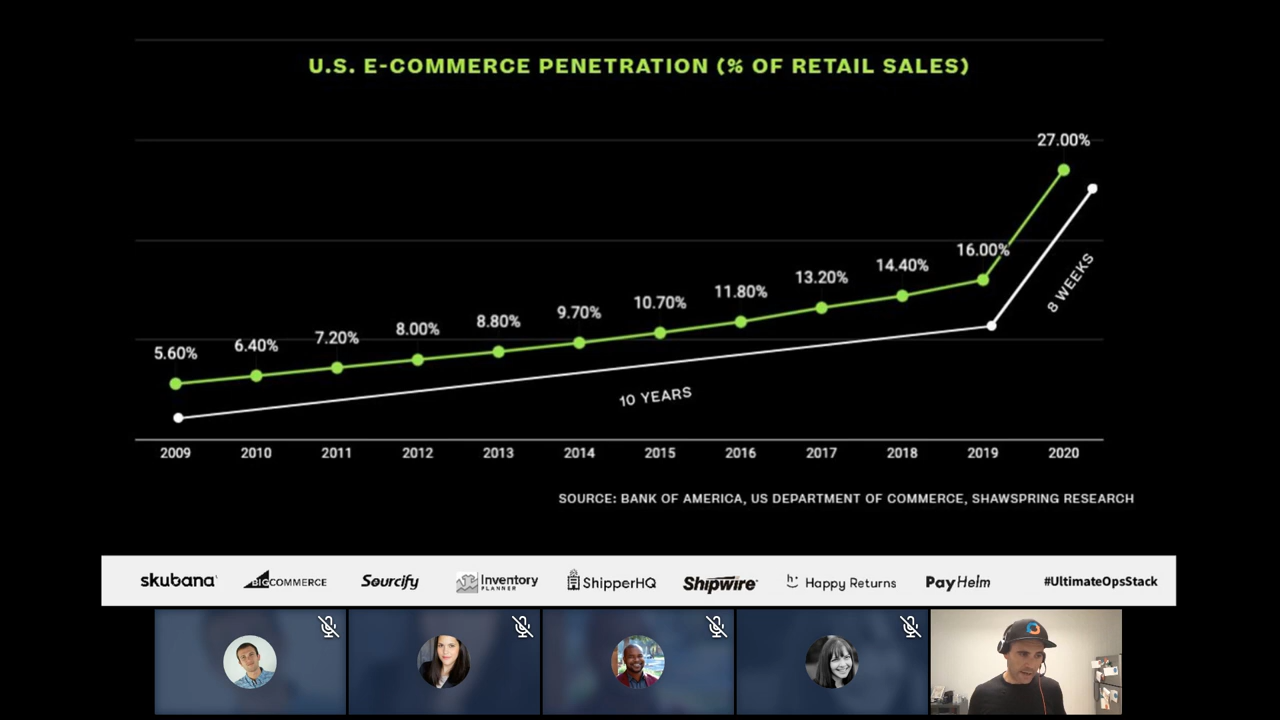 U.S. E-COMMERCE PENETRATION (% OF RETAIL SALES)
27.00%
16.00%
14.40%
13.20%
11.80%
10.70%
9.70%
8.80%
8.00%
7.20%
6.40%
5.60%
8 WEEKS
10 YEARS
2009 2010 2011 2012 2013 2014 2015 2016 2017 2018 2019 2020
SOURCE: BANK OF AMERICA, US DEPARTMENT OF COMMERCE, SHAWSPRING RESEARCH
skubana BIGCOMMERCE Sourcify Inventory PLANNER ShipperHQ Shipwire h: Happy Returns PayHelm #UltimateOpsStack